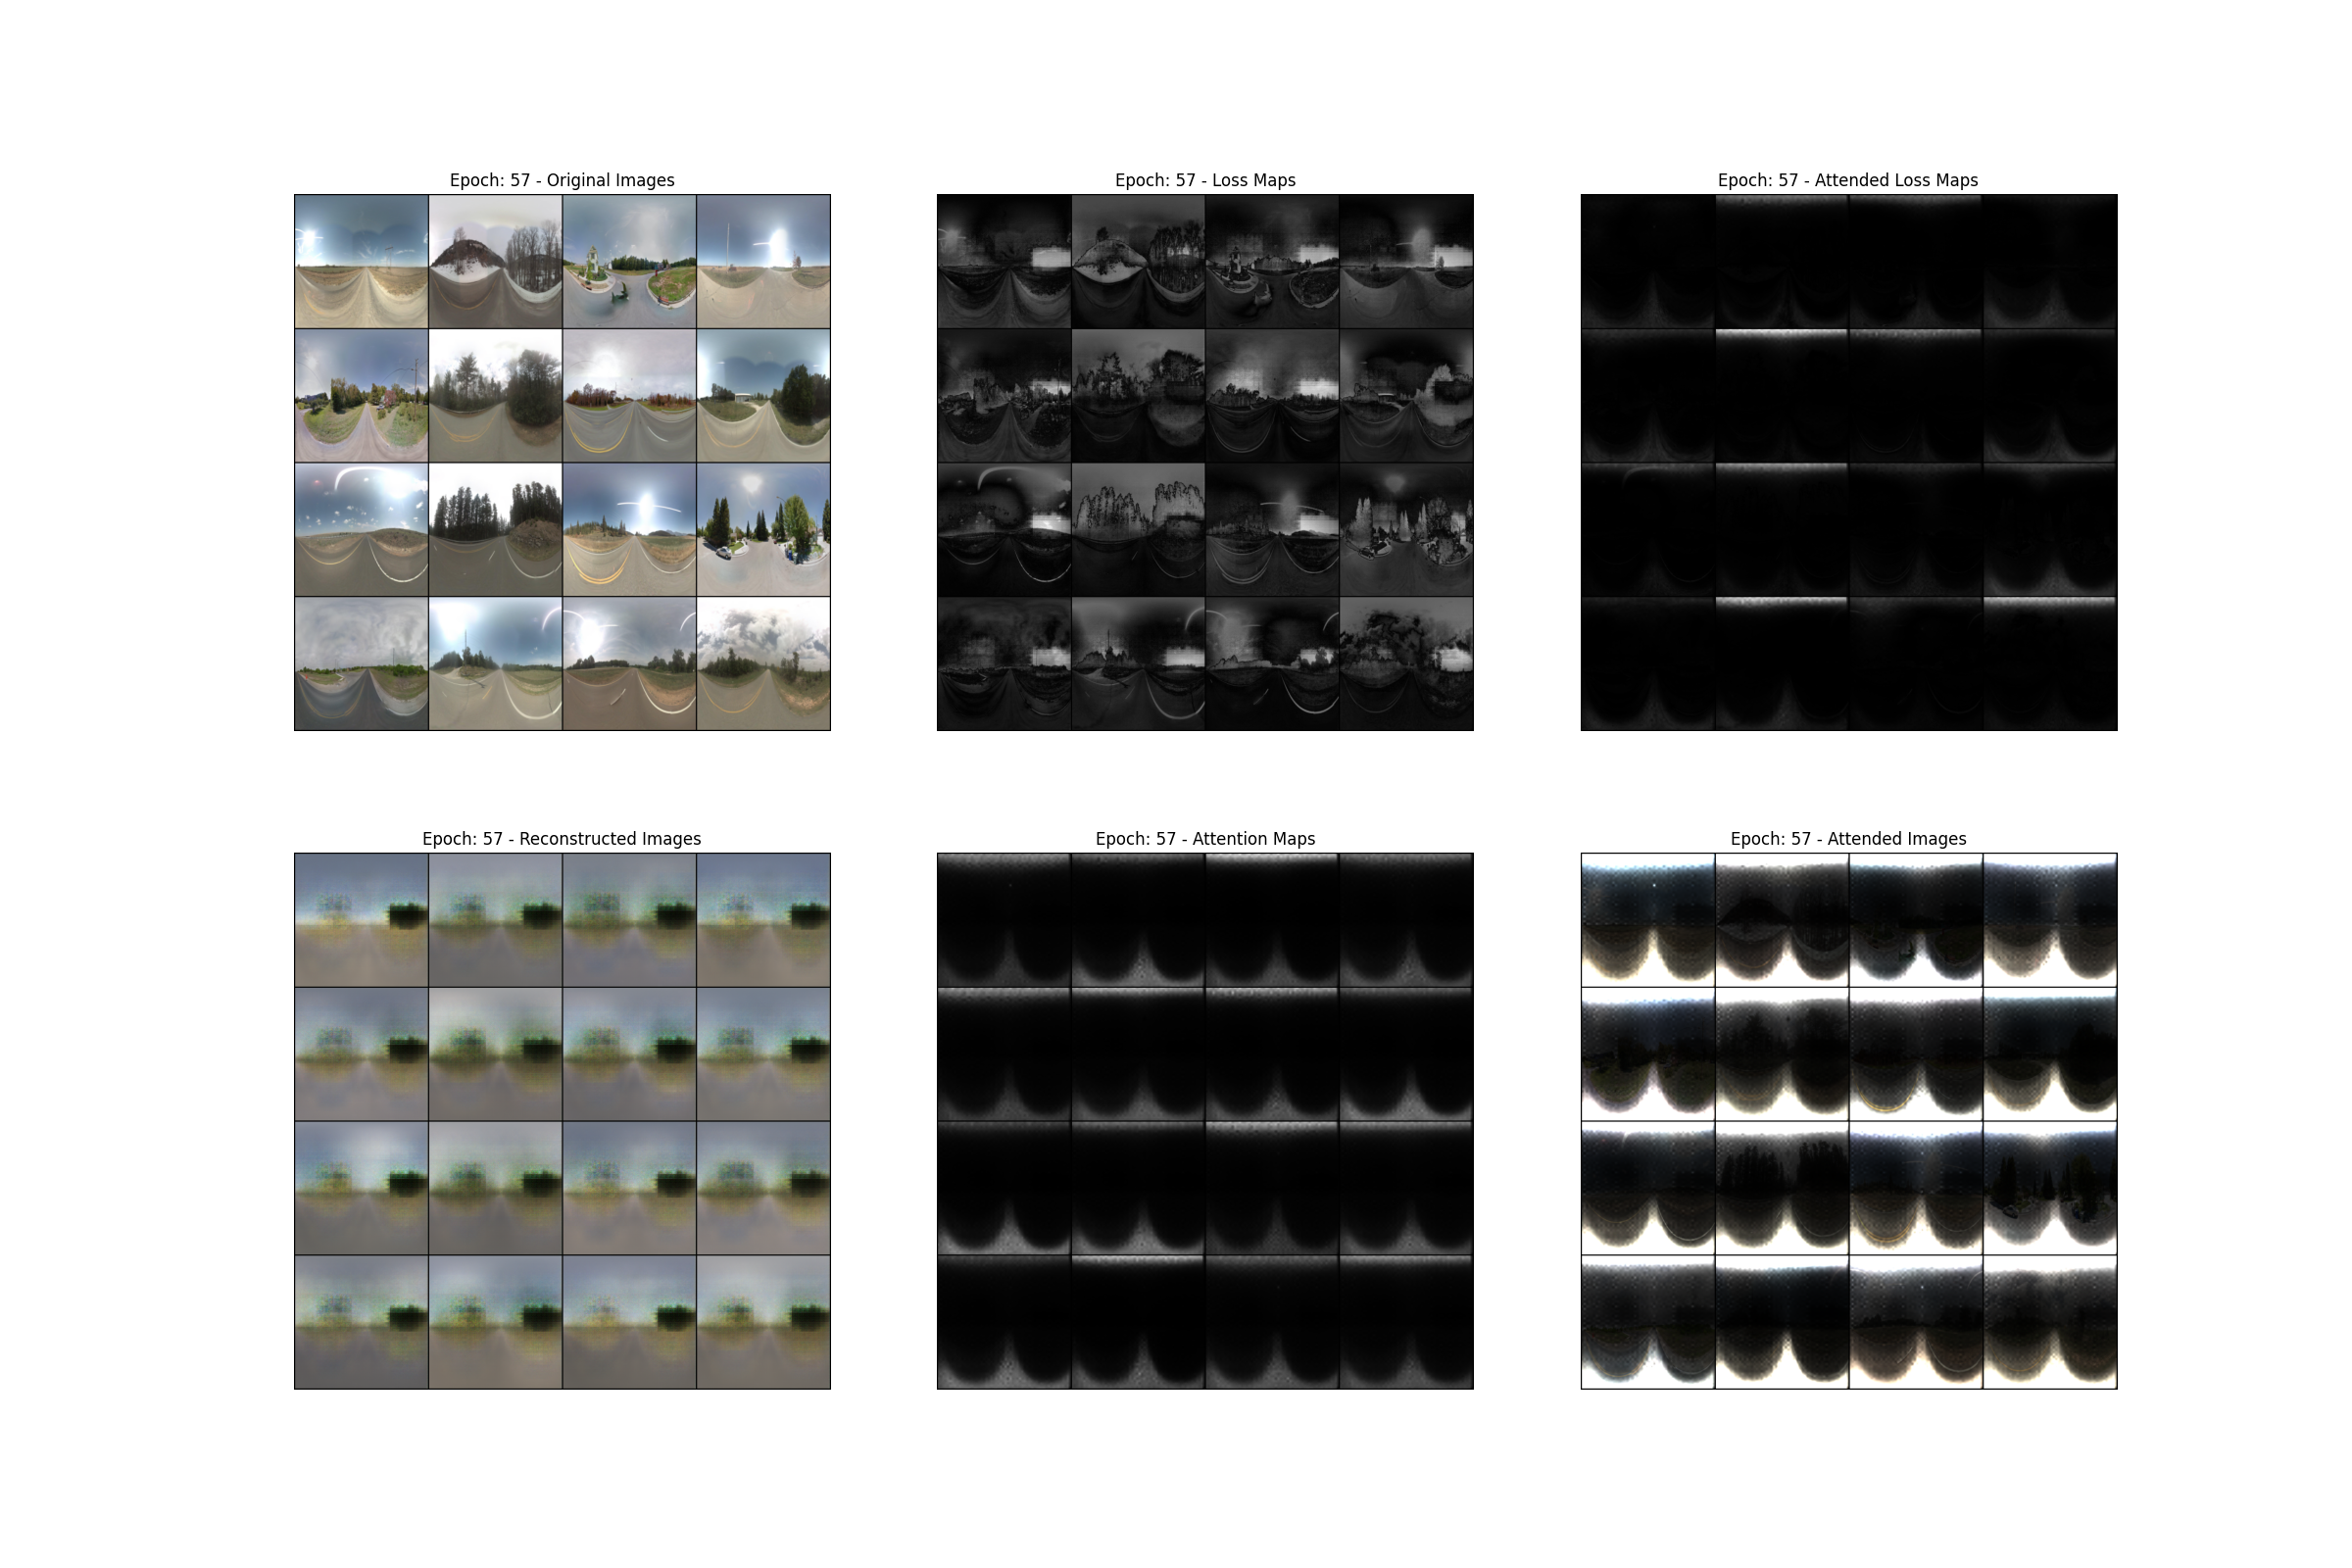 Epoch: 57 - Original Images
Epoch: 57 - Loss Maps
Epoch: 57 - Attended Loss Maps
Epoch: 57 - Reconstructed Images
Epoch: 57 - Attention Maps
Epoch: 57 - Attended Images